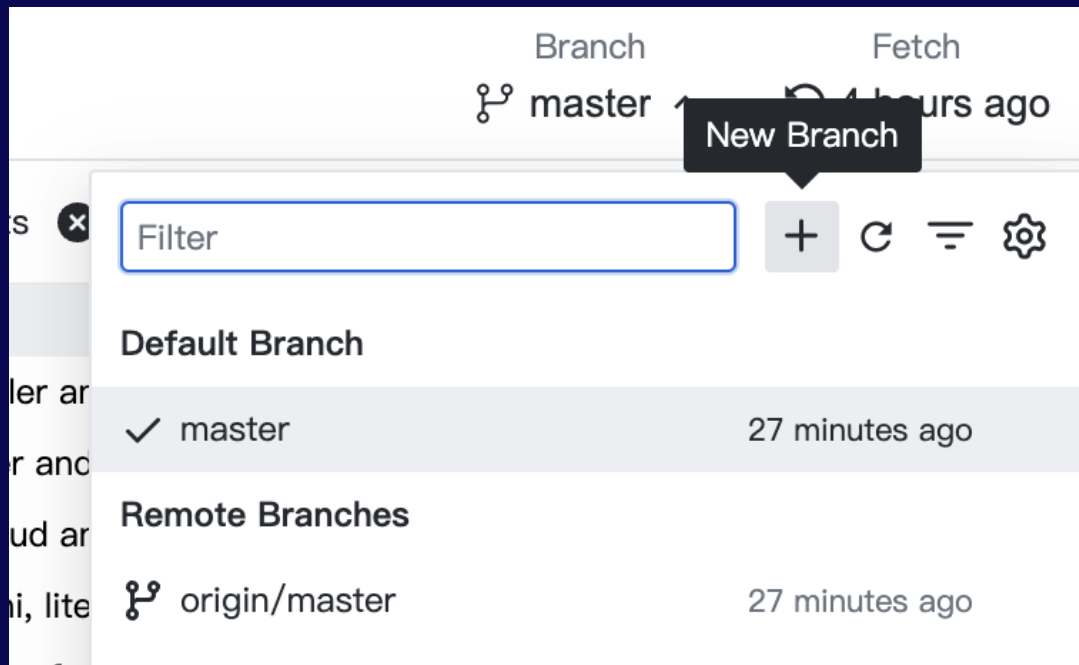 Branch
Fetch
master
hours ago
New Branch
Filter
Default Branch
master
27 minutes ago
Remote Branches
origin/master
27 minutes ago